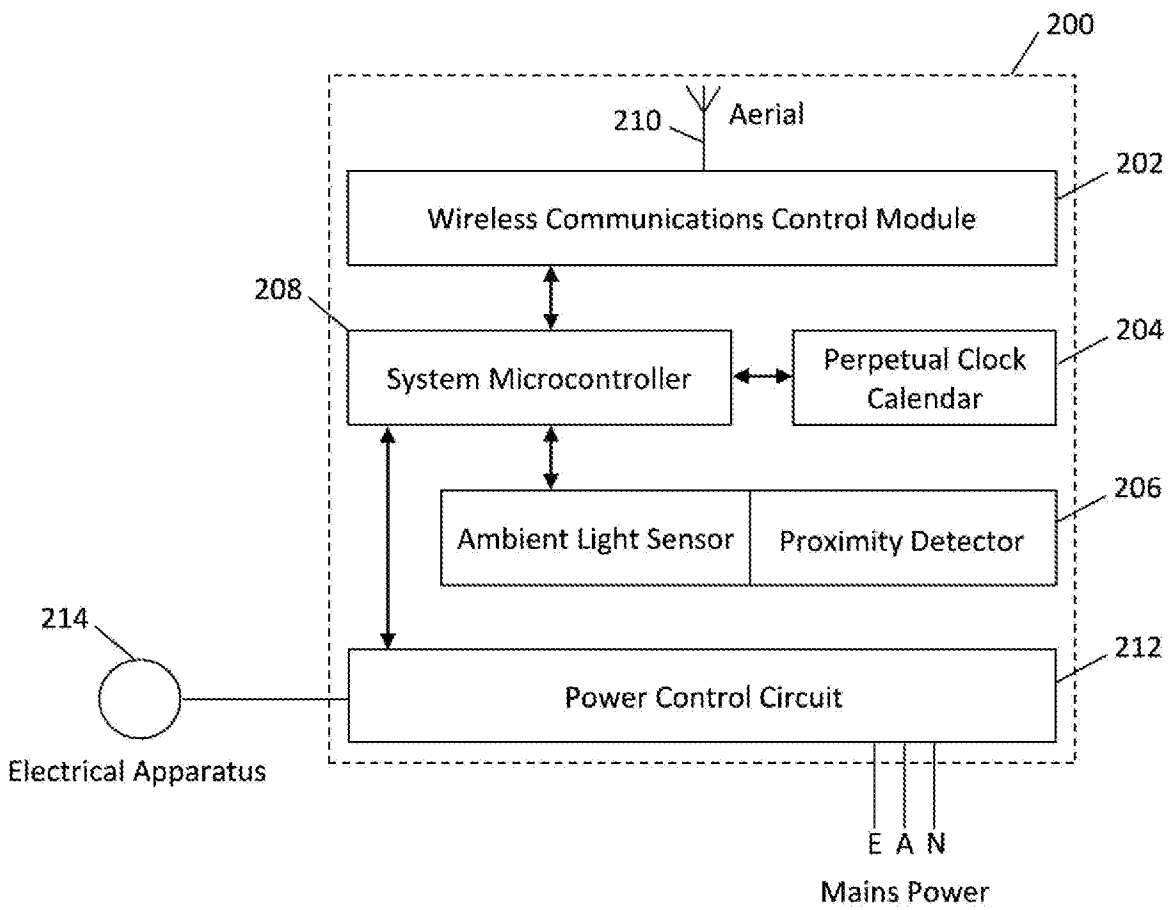 200
210
Aerial
202
Wireless Communications Control Module
208
204
System Microcontroller
Perpetual Clock
Calendar
206
Ambient Light Sensor
Proximity Detector
214
212
Power Control Circuit
Electrical Apparatus
E A N
Mains Power